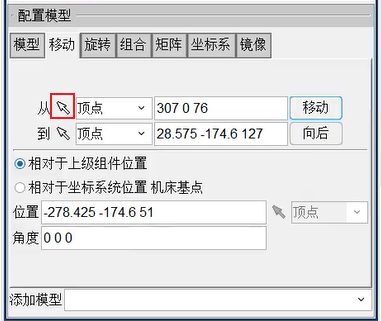 配置模型
模型 移动 旋转 组合 矩阵 坐标系 镜像
从 顶点 307 0 76 移动
到 顶点 28.575 -174.6 127 向后
相对于上级组件位置
相对于坐标系统位置 机床基点
位置 -278.425 -174.6 51 顶点
角度 0 0 0
添加模型